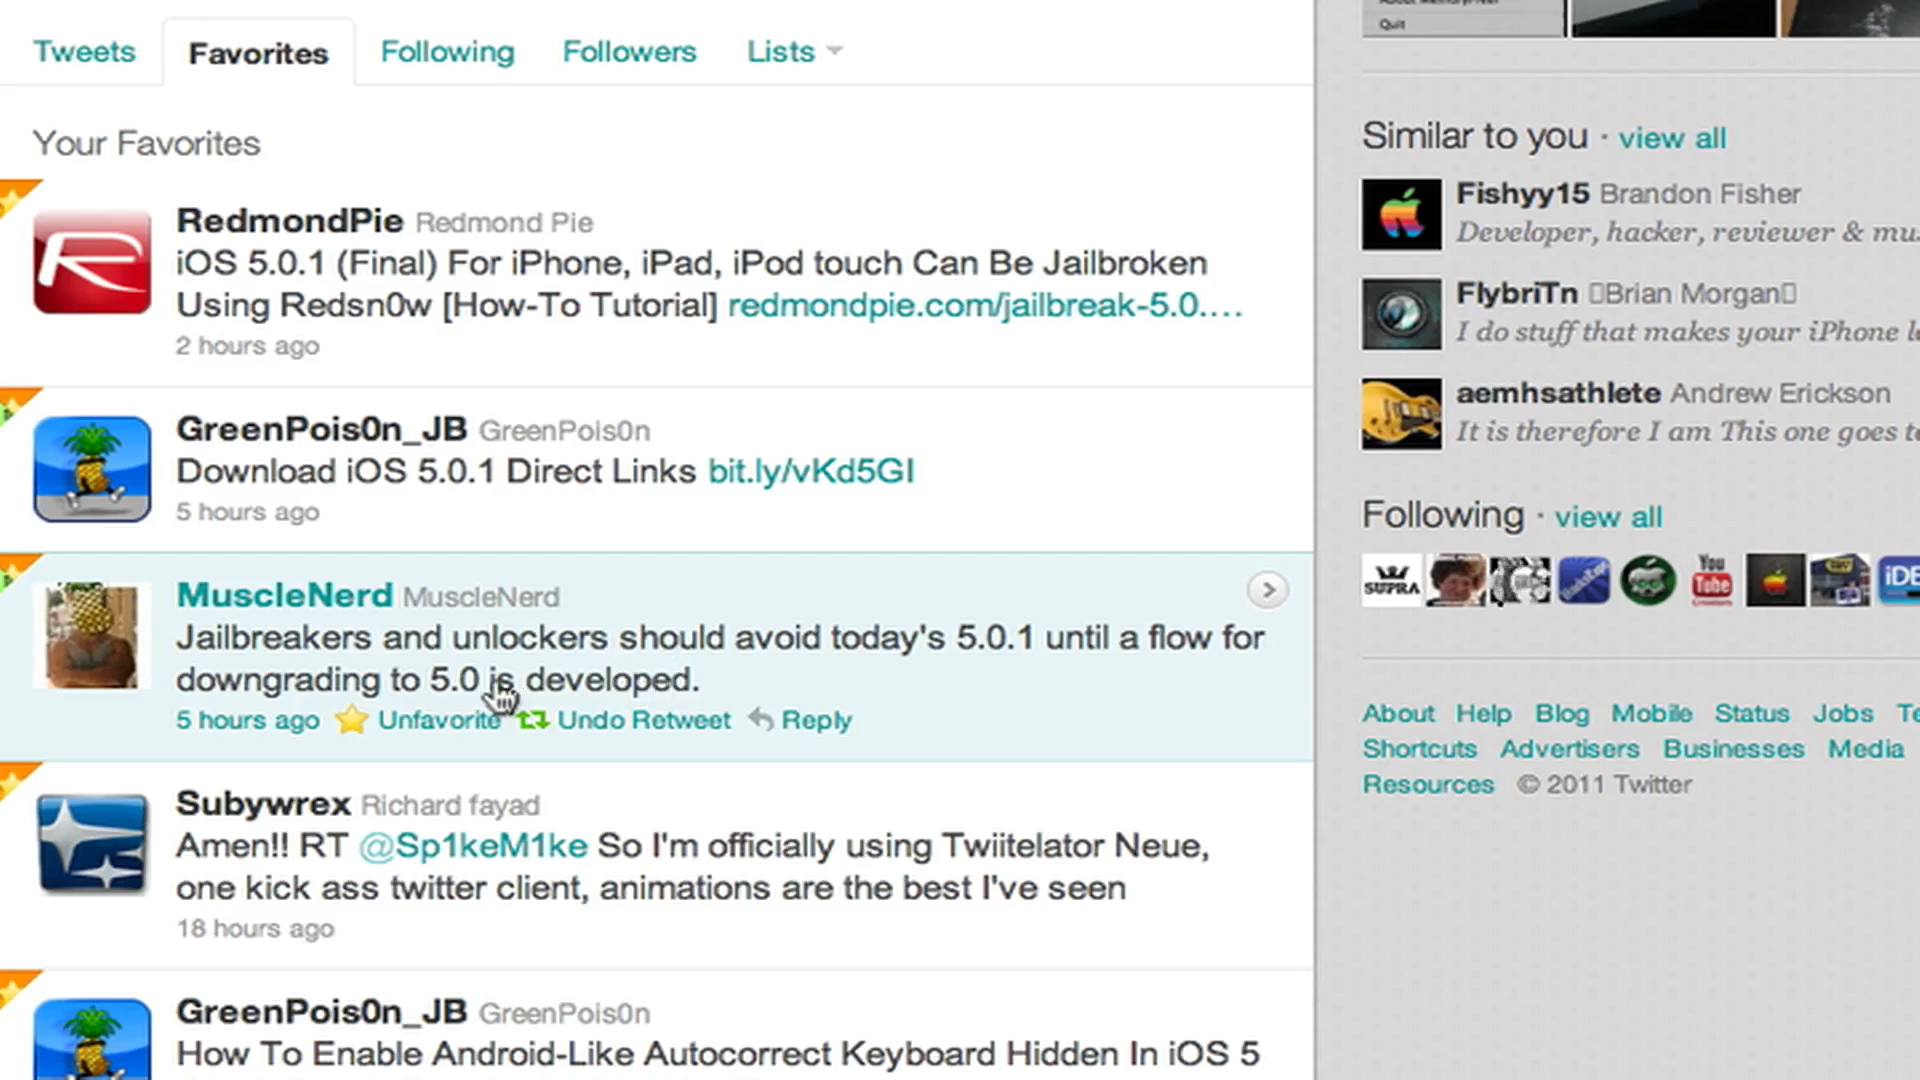 Tweets Favorites Following Followers Lists
Your Favorites
RedmondPie Redmond Pie
iOS 5.0.1 (Final) For iPhone, iPad, iPod touch Can Be Jailbroken
Using Redsn0w [How-To Tutorial] redmondpie.com/jailbreak-5.0....
2 hours ago
GreenPois0n_JB GreenPois0n
Download iOS 5.0.1 Direct Links bit.ly/vKd5GI
5 hours ago
MuscleNerd MuscleNerd
Jailbreakers and unlockers should avoid today's 5.0.1 until a flow for
downgrading to 5.0 is developed.
5 hours ago Unfavorite Undo Retweet Reply
Subywrex Richard fayad
Amen!! RT @Sp1keM1ke So I'm officially using Twiitelator Neue,
one kick ass twitter client, animations are the best I've seen
18 hours ago
GreenPois0n_JB GreenPois0n
How To Enable Android-Like Autocorrect Keyboard Hidden In iOS 5
Quit
Similar to you · view all
Fishyy15 Brandon Fisher
Developer, hacker, reviewer & mu
FlybriTn Brian Morgan
I do stuff that makes your iPhone l
aemhsathlete Andrew Erickson
It is therefore I am This one goes t
Following · view all
SUPRA
You
Tube
iDE
About Help Blog Mobile Status Jobs Te
Shortcuts Advertisers Businesses Media
Resources © 2011 Twitter